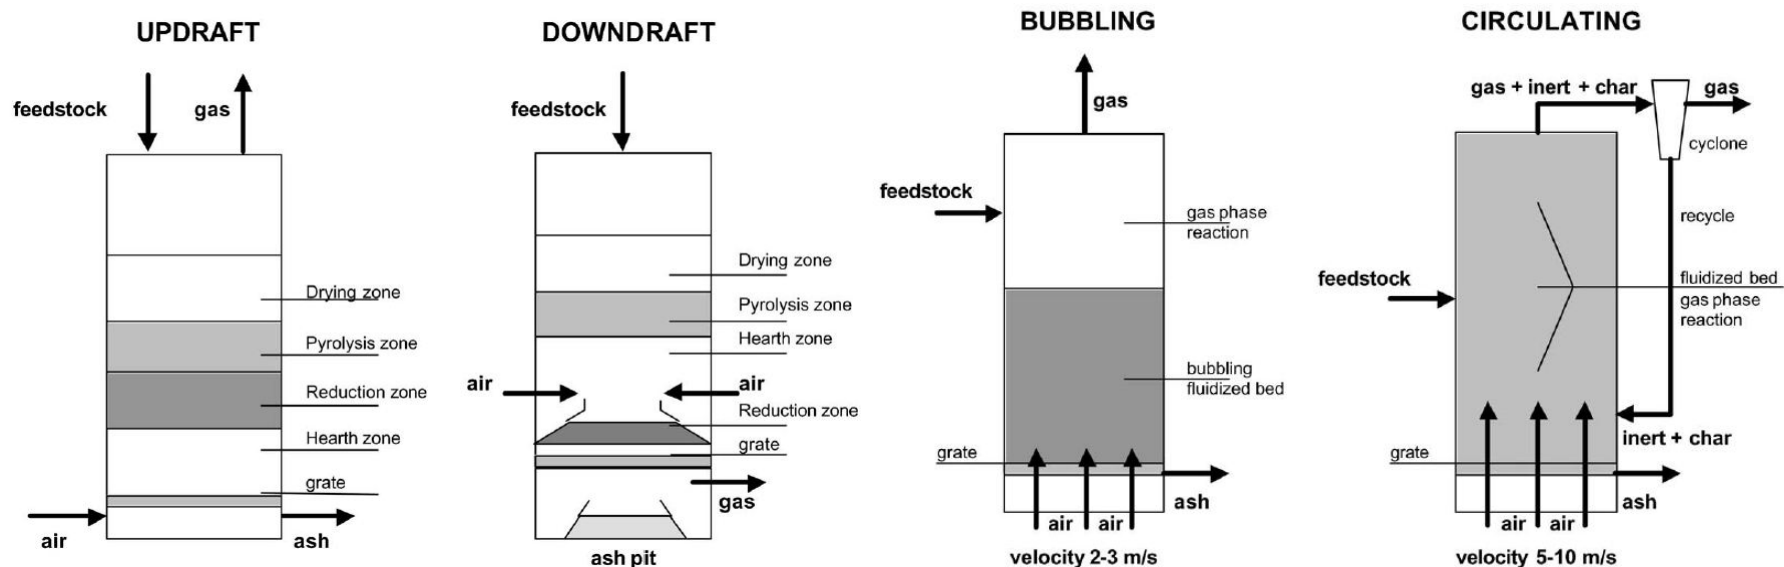 UPDRAFT
feedstock
gas
Drying zone
Pyrolysis zone
Reduction zone
Hearth zone
grate
air
ash
DOWNDRAFT
feedstock
Drying zone
Pyrolysis zone
Hearth zone
air
air
Reduction zone
grate
gas
ash pit
BUBBLING
gas
feedstock
gas phase
reaction
bubbling
fluidized bed
grate
ash
air
air
velocity 2-3 m/s
CIRCULATING
gas + inert + char
gas
cyclone
recycle
feedstock
fluidized bed
gas phase
reaction
inert + char
grate
ash
air
air
velocity 5-10 m/s